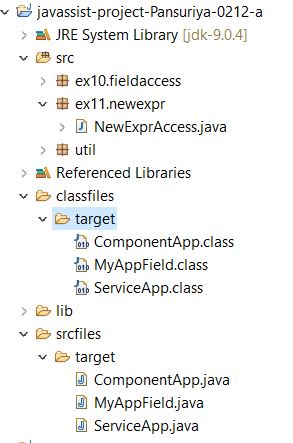 javassist-project-Pansuriya-0212-a
JRE System Library [jdk-9.0.4]
src
ex10.fieldaccess
ex11.newexpr
NewExprAccess.java
util
Referenced Libraries
classfiles
target
ComponentApp.class
MyAppField.class
ServiceApp.class
lib
srcfiles
target
ComponentApp.java
MyAppField.java
ServiceApp.java